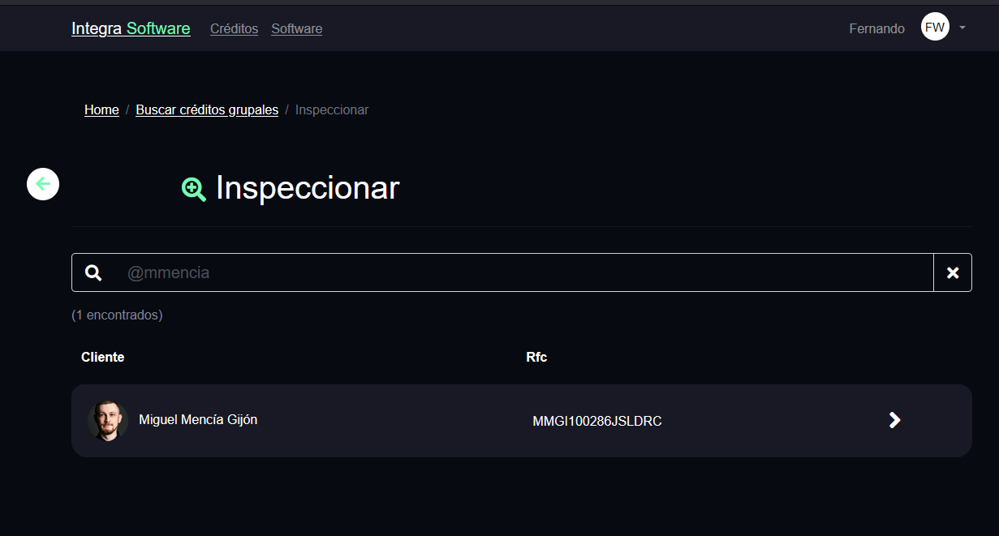 Integra Software Créditos Software Fernando FW
Home / Buscar créditos grupales / Inspeccionar
Inspeccionar
@mmencia
(1 encontrados)
Cliente Rfc
Miguel Mencía Gijón MMGI100286JSLDRC